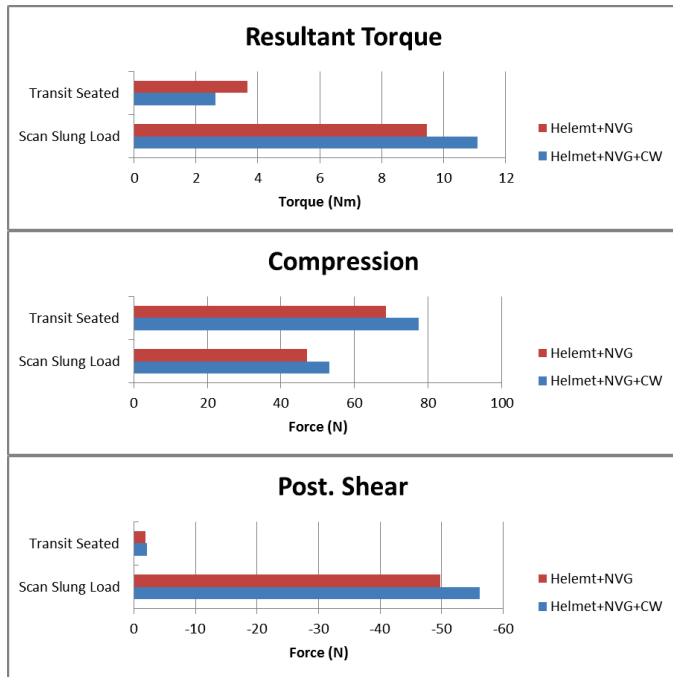 Resultant Torque
Transit Seated
Scan Slung Load
Helemt+NVG
Helmet+NVG+CW
0 2 4 6 8 10 12
Torque (Nm)
Compression
Transit Seated
Scan Slung Load
Helemt+NVG
Helmet+NVG+CW
0 20 40 60 80 100
Force (N)
Post. Shear
Transit Seated
Scan Slung Load
Helemt+NVG
Helmet+NVG+CW
0 -10 -20 -30 -40 -50 -60
Force (N)